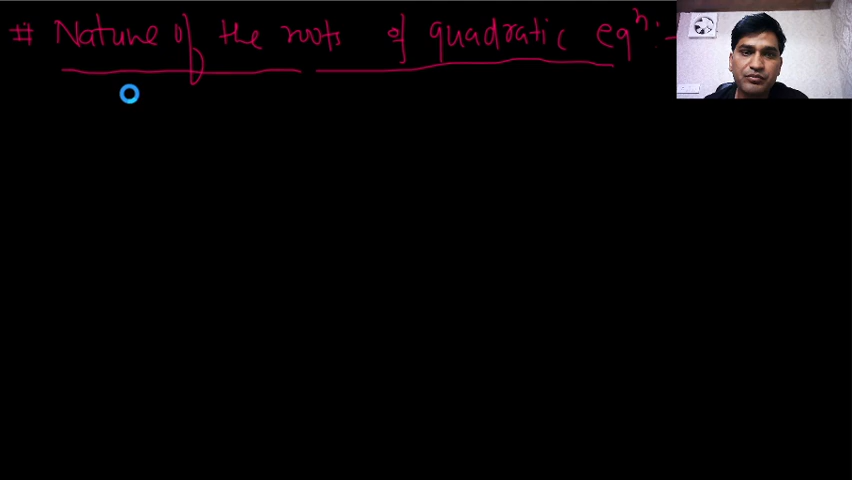 # Nature of the roots of quadratic eqⁿ:-